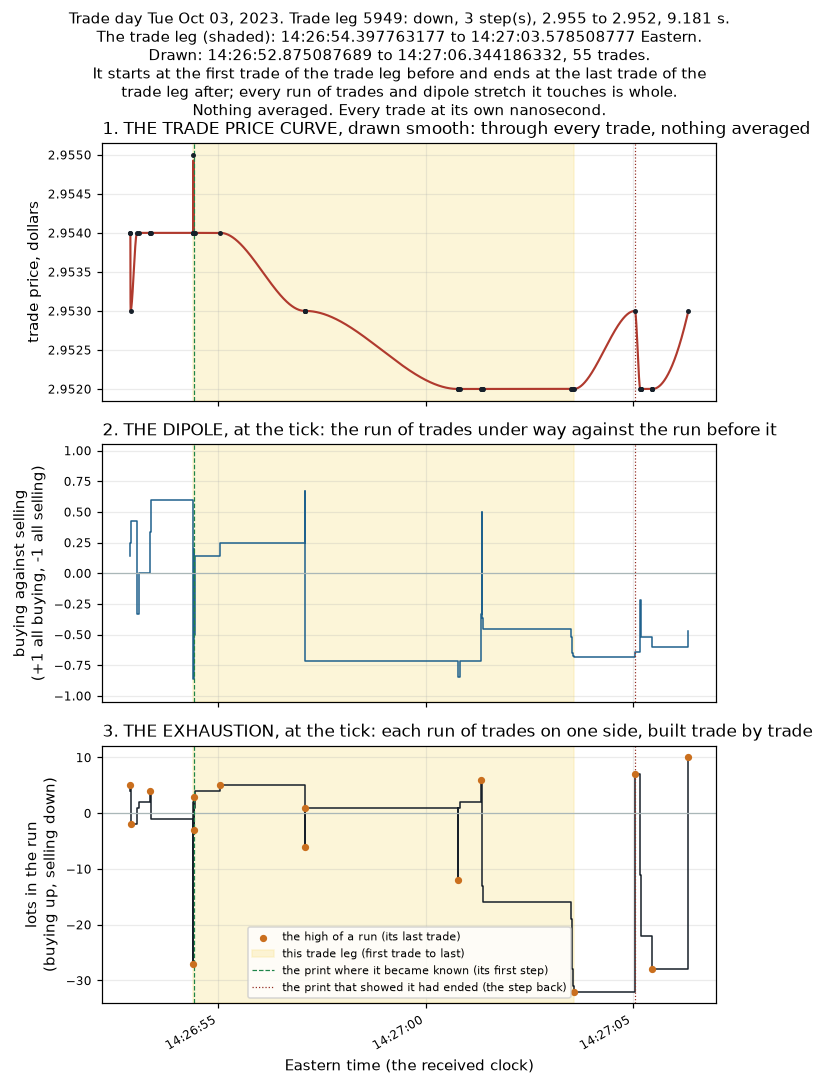 Trade day Tue Oct 03, 2023. Trade leg 5949: down, 3 step(s), 2.955 to 2.952, 9.181 s.
The trade leg (shaded): 14:26:54.397763177 to 14:27:03.578508777 Eastern.
Drawn: 14:26:52.875087689 to 14:27:06.344186332, 55 trades.
It starts at the first trade of the trade leg before and ends at the last trade of the
trade leg after; every run of trades and dipole stretch it touches is whole.
Nothing averaged. Every trade at its own nanosecond.
1. THE TRADE PRICE CURVE, drawn smooth: through every trade, nothing averaged
trade price, dollars
2.9550
2.9545
2.9540
2.9535
2.9530
2.9525
2.9520
2. THE DIPOLE, at the tick: the run of trades under way against the run before it
buying against selling
(+1 all buying, -1 all selling)
1.00
0.75
0.50
0.25
0.00
−0.25
−0.50
−0.75
−1.00
3. THE EXHAUSTION, at the tick: each run of trades on one side, built trade by trade
lots in the run
(buying up, selling down)
10
0
−10
−20
−30
the high of a run (its last trade)
this trade leg (first trade to last)
the print where it became known (its first step)
the print that showed it had ended (the step back)
14:26:55
14:27:00
14:27:05
Eastern time (the received clock)